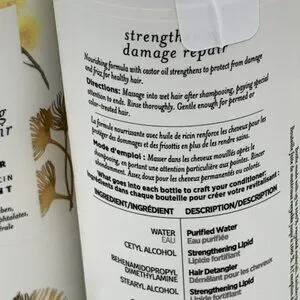 strengthening
damage repair
Nourishing formula with castor oil strengthens to protect from damage
and frizz for healthy hair.
Directions: Massage into wet hair after shampooing, paying special
attention to ends. Rinse thoroughly. Gentle enough for permed or
color-treated hair.
La formule nourrissante avec huile de ricin renforce les cheveux pour les
protéger des dommages et des frisottis en plus de les rendre sains.
Mode d'emploi : Masser dans les cheveux mouillés après le
shampooing, en portant une attention particulière aux pointes. Rincer
abondamment. Assez doux pour les cheveux permanentés ou
What goes into each bottle to craft your conditioner:
Ingrédients dans chaque bouteille pour créer votre revitalisant :
INGREDIENT/INGRÉDIENT DESCRIPTION/DESCRIPTION
WATER Purified Water
EAU Eau purifiée
CETYL ALCOHOL Strengthening Lipid
Lipide fortifiant
BEHENAMIDOPROPYL Hair Detangler
DIMETHYLAMINE Démêlant pour les cheveux
STEARYL ALCOHOL Strengthening Lipid
Lipide fortifiant